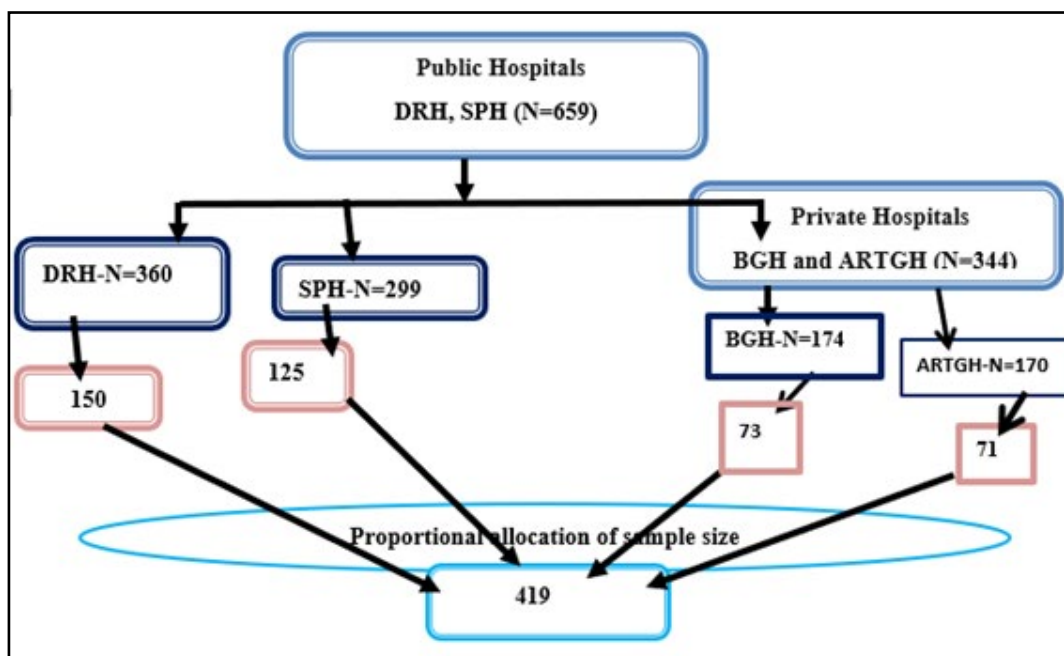 Public Hospitals
DRH, SPH (N=659)
Private Hospitals
BGH and ARTGH (N=344)
DRH-N=360
SPH-N=299
BGH-N=174
ARTGH-N=170
150
125
73
71
Proportional allocation of sample size
419